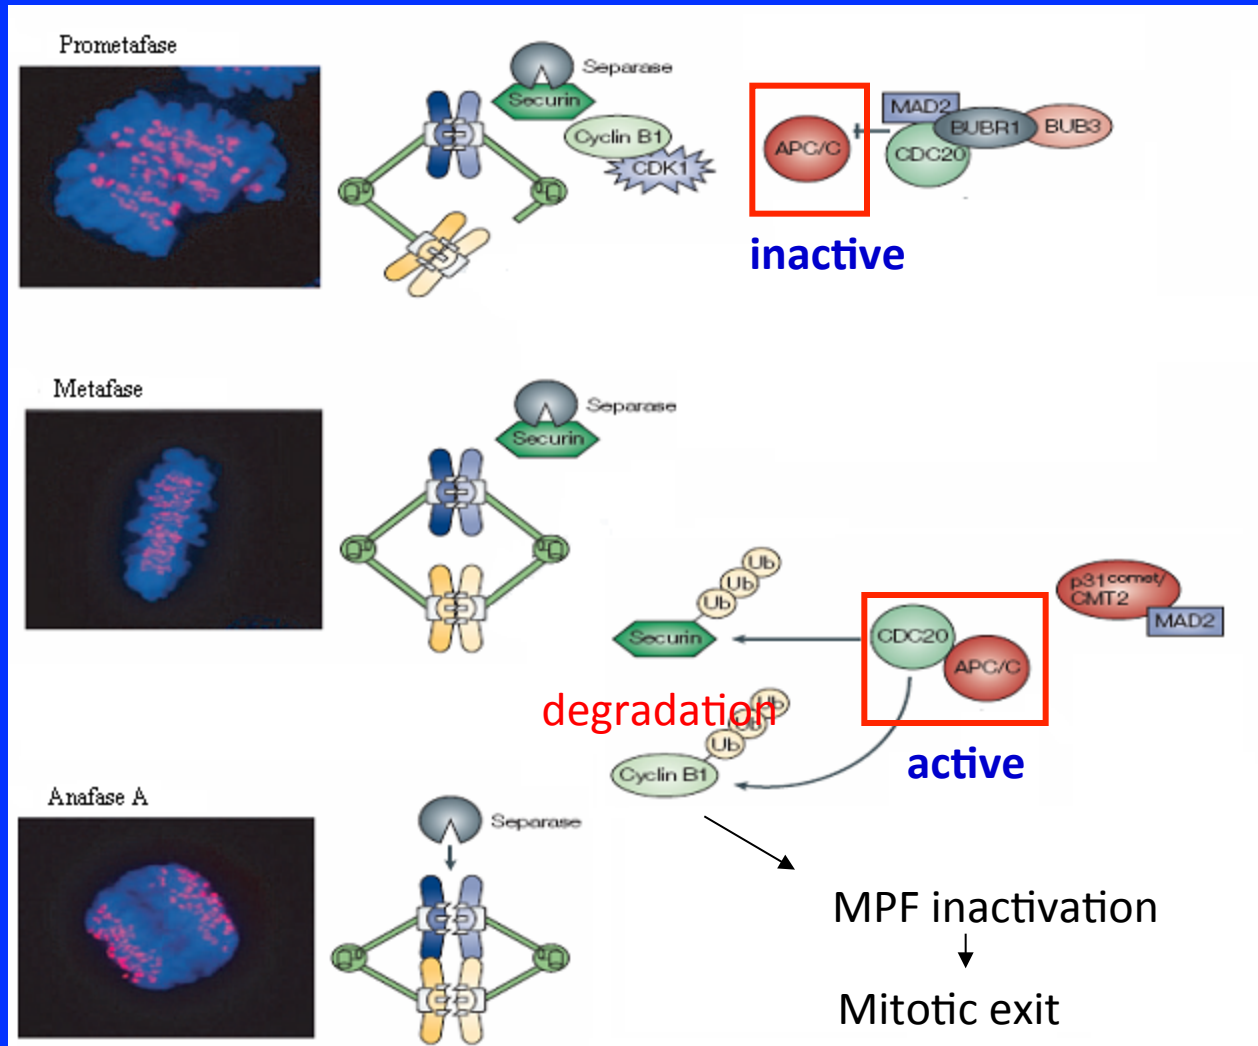 Prometafase
Separase
Securin
Cyclin B1
CDK1
MAD2
BUBR1
BUB3
APC/C
CDC20
inactive
Metafase
Separase
Securin
Ub
Ub
Ub
p31comet/
CMT2
MAD2
Securin
CDC20
APC/C
degradation
Ub
Ub
Ub
active
Cyclin B1
Anafase A
Separase
MPF inactivation
Mitotic exit